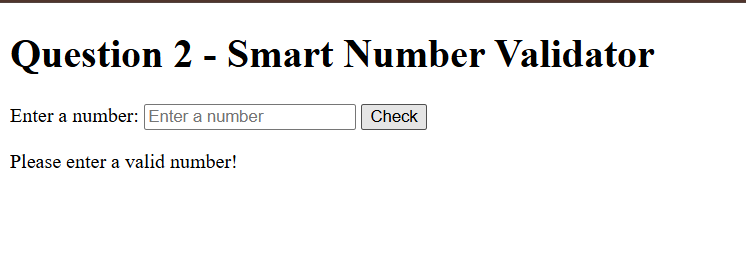 Question 2 - Smart Number Validator
Enter a number: Enter a number Check
Please enter a valid number!